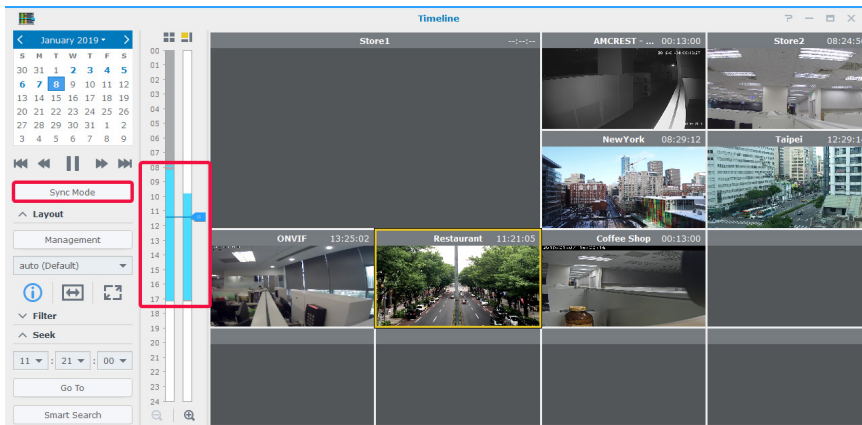 Timeline
January 2019
S M T W T F S
30 31 1 2 3 4 5
6 7 8 9 10 11 12
13 14 15 16 17 18 19
20 21 22 23 24 25 26
27 28 29 30 31 1 2
3 4 5 6 7 8 9
Sync Mode
Layout
Management
auto (Default)
Filter
Seek
11 : 21 : 00
Go To
Smart Search
00
01
02
03
04
05
06
07
08
09
10
11
12
13
14
15
16
17
18
19
20
21
22
23
24
Store1 --:--:--
AMCREST - ... 00:13:00
Store2 08:24:56
NewYork 08:29:12
Taipei 12:29:1
ONVIF 13:25:02
Restaurant 11:21:05
Coffee Shop 00:13:00